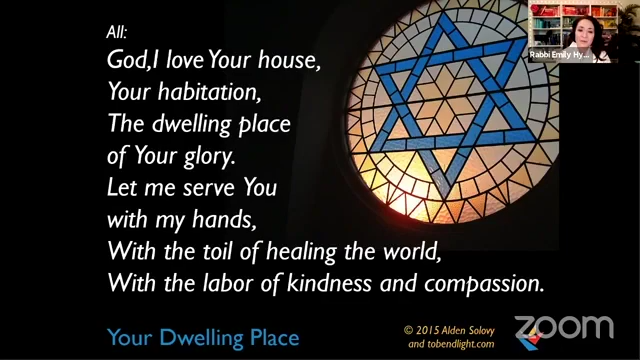 All:
God,I love Your house,
Your habitation,
The dwelling place
of Your glory.
Let me serve You
with my hands,
With the toil of healing the world,
With the labor of kindness and compassion.
Your Dwelling Place
© 2015 Alden Solovy
and tobendlight.com
zoom
Rabbi Emily Hy...